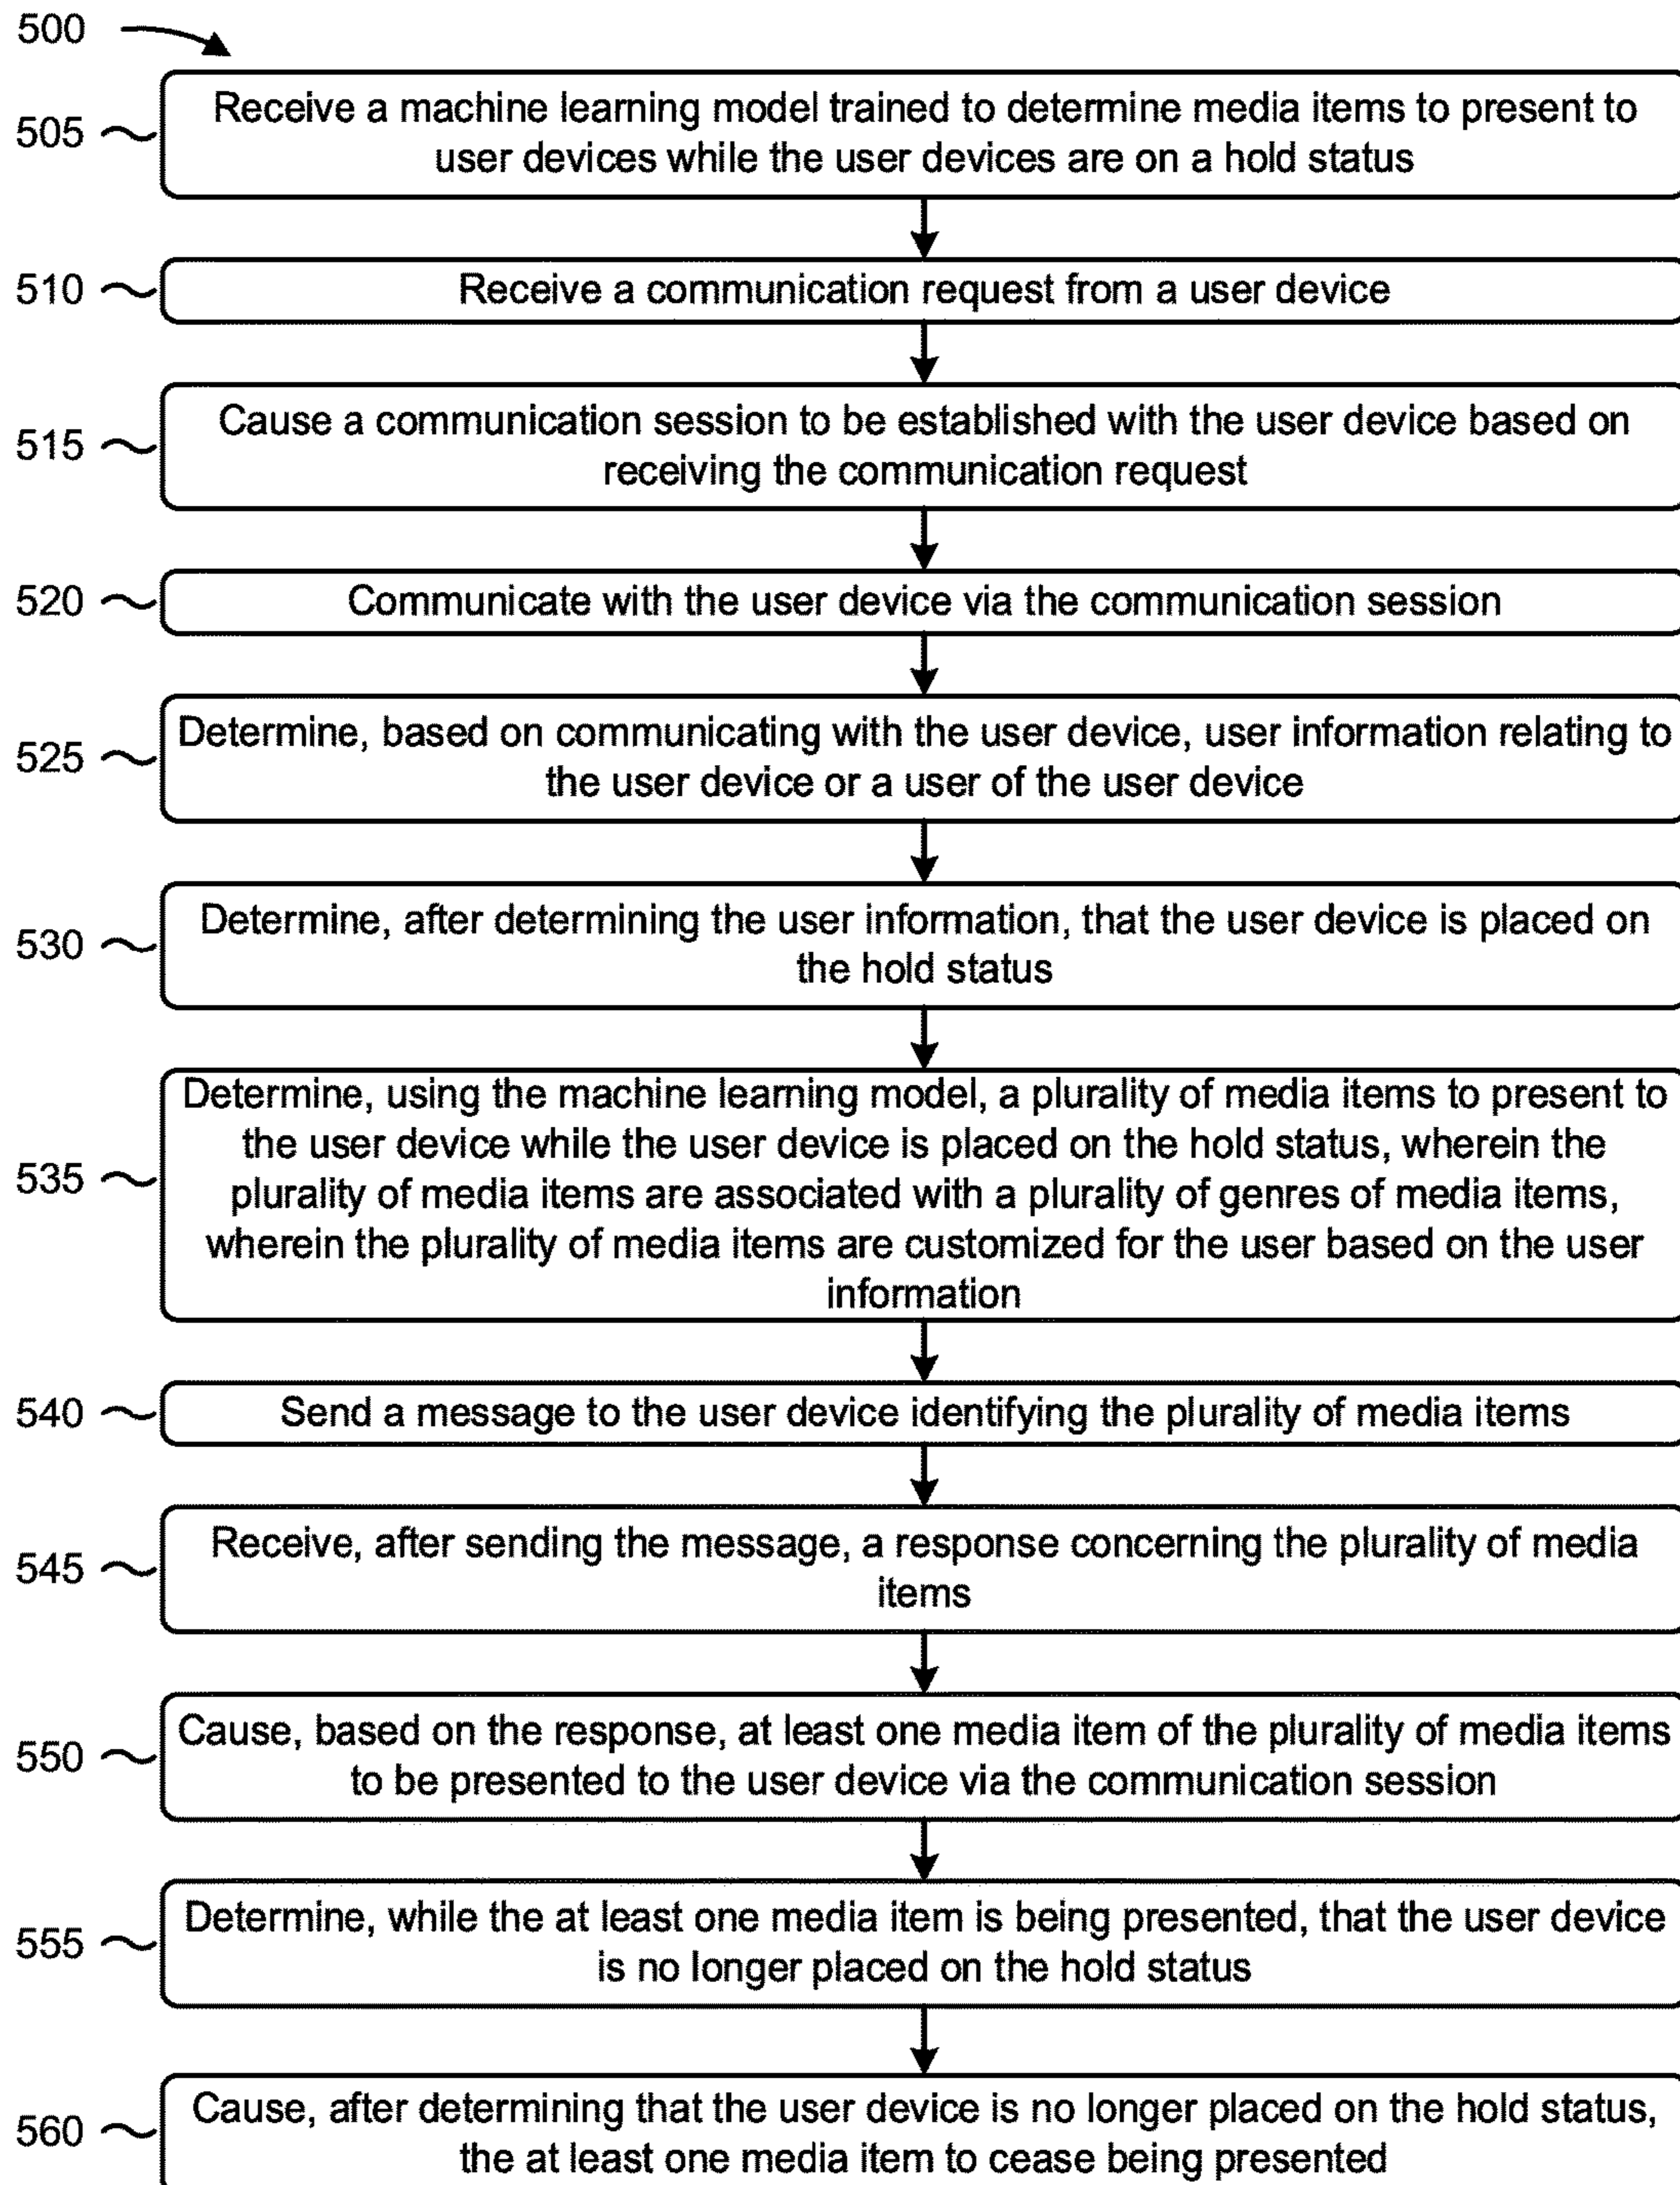 500
505
Receive a machine learning model trained to determine media items to present to
user devices while the user devices are on a hold status
510
Receive a communication request from a user device
515
Cause a communication session to be established with the user device based on
receiving the communication request
520
Communicate with the user device via the communication session
525
Determine, based on communicating with the user device, user information relating to
the user device or a user of the user device
530
Determine, after determining the user information, that the user device is placed on
the hold status
535
Determine, using the machine learning model, a plurality of media items to present to
the user device while the user device is placed on the hold status, wherein the
plurality of media items are associated with a plurality of genres of media items,
wherein the plurality of media items are customized for the user based on the user
information
540
Send a message to the user device identifying the plurality of media items
545
Receive, after sending the message, a response concerning the plurality of media
items
550
Cause, based on the response, at least one media item of the plurality of media items
to be presented to the user device via the communication session
555
Determine, while the at least one media item is being presented, that the user device
is no longer placed on the hold status
560
Cause, after determining that the user device is no longer placed on the hold status,
the at least one media item to cease being presented